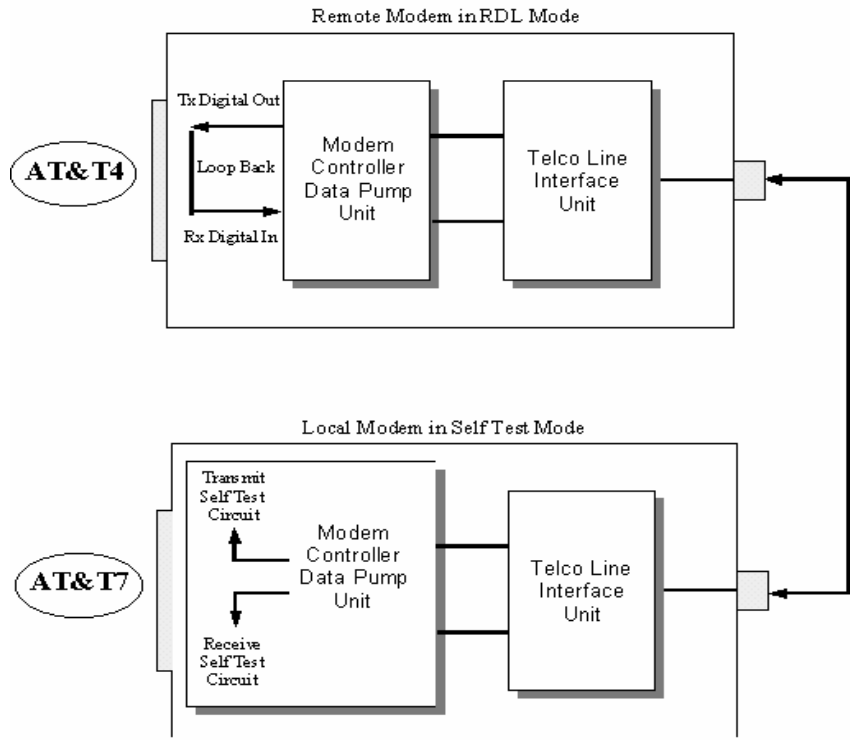 Remote Modem in RDL Mode
Tx Digital Out
AT&T4
Loop Back
Rx Digital In
Modem
Controller
Data Pump
Unit
Telco Line
Interface
Unit
Local Modem in Self Test Mode
Transmit
Self Test
Circuit
AT&T7
Modem
Controller
Data Pump
Unit
Receive
Self Test
Circuit
Telco Line
Interface
Unit